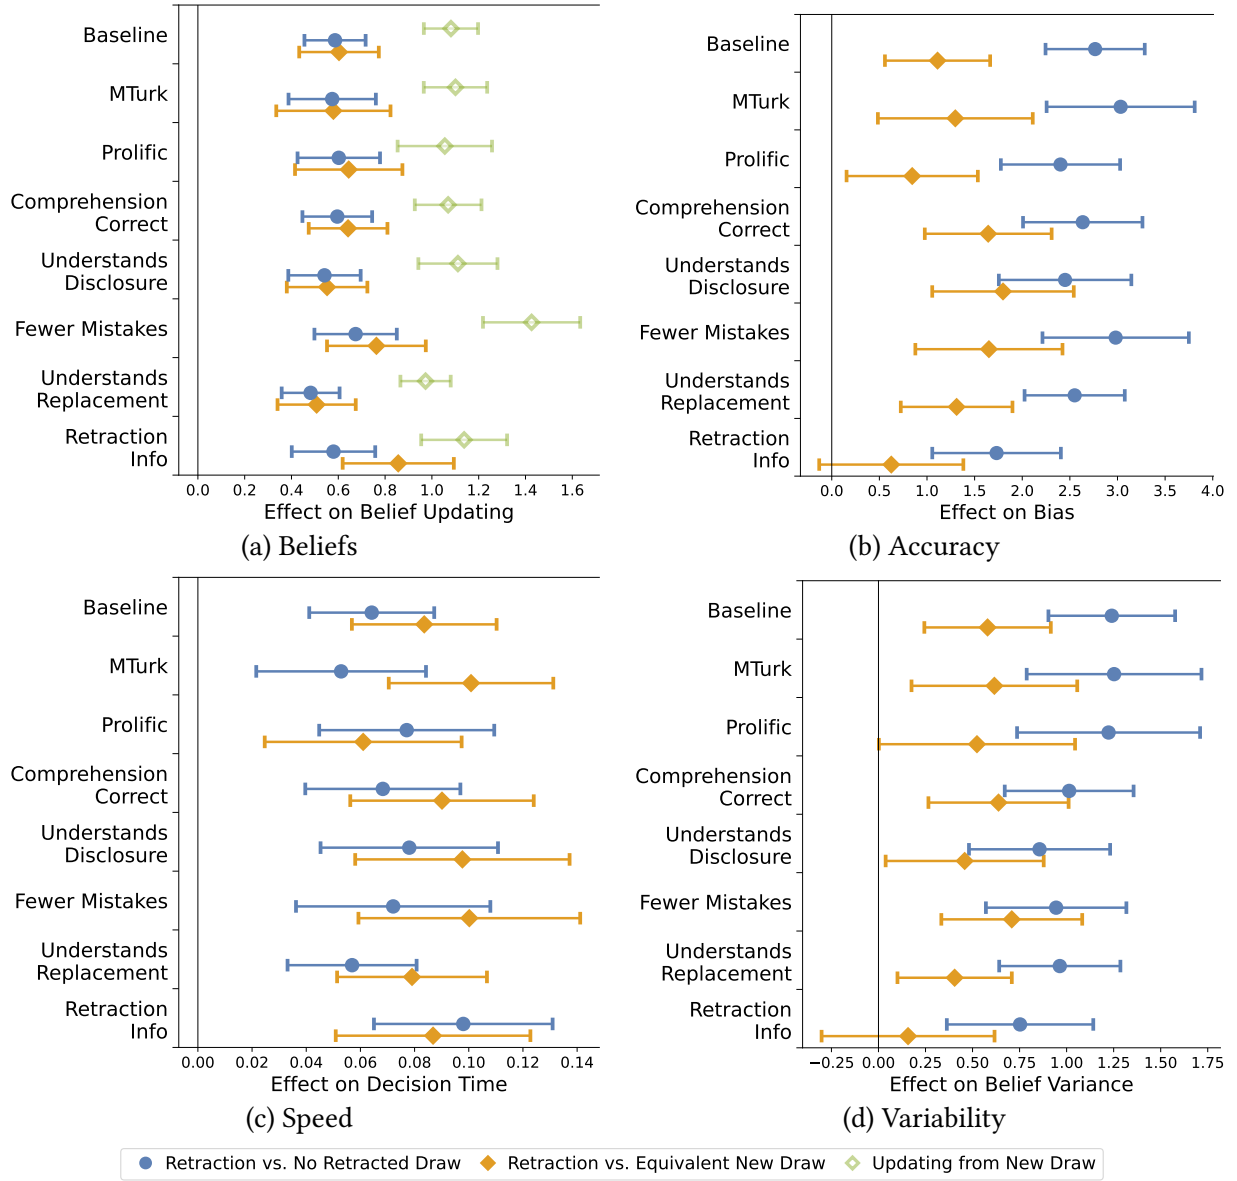 Baseline
MTurk
Prolific
Comprehension
Correct
Understands
Disclosure
Fewer Mistakes
Understands
Replacement
Retraction
Info
0.0 0.2 0.4 0.6 0.8 1.0 1.2 1.4 1.6
Effect on Belief Updating
(a) Beliefs
Baseline
MTurk
Prolific
Comprehension
Correct
Understands
Disclosure
Fewer Mistakes
Understands
Replacement
Retraction
Info
0.0 0.5 1.0 1.5 2.0 2.5 3.0 3.5 4.0
Effect on Bias
(b) Accuracy
Baseline
MTurk
Prolific
Comprehension
Correct
Understands
Disclosure
Fewer Mistakes
Understands
Replacement
Retraction
Info
0.00 0.02 0.04 0.06 0.08 0.10 0.12 0.14
Effect on Decision Time
(c) Speed
Baseline
MTurk
Prolific
Comprehension
Correct
Understands
Disclosure
Fewer Mistakes
Understands
Replacement
Retraction
Info
−0.25 0.00 0.25 0.50 0.75 1.00 1.25 1.50 1.75
Effect on Belief Variance
(d) Variability
Retraction vs. No Retracted Draw Retraction vs. Equivalent New Draw Updating from New Draw